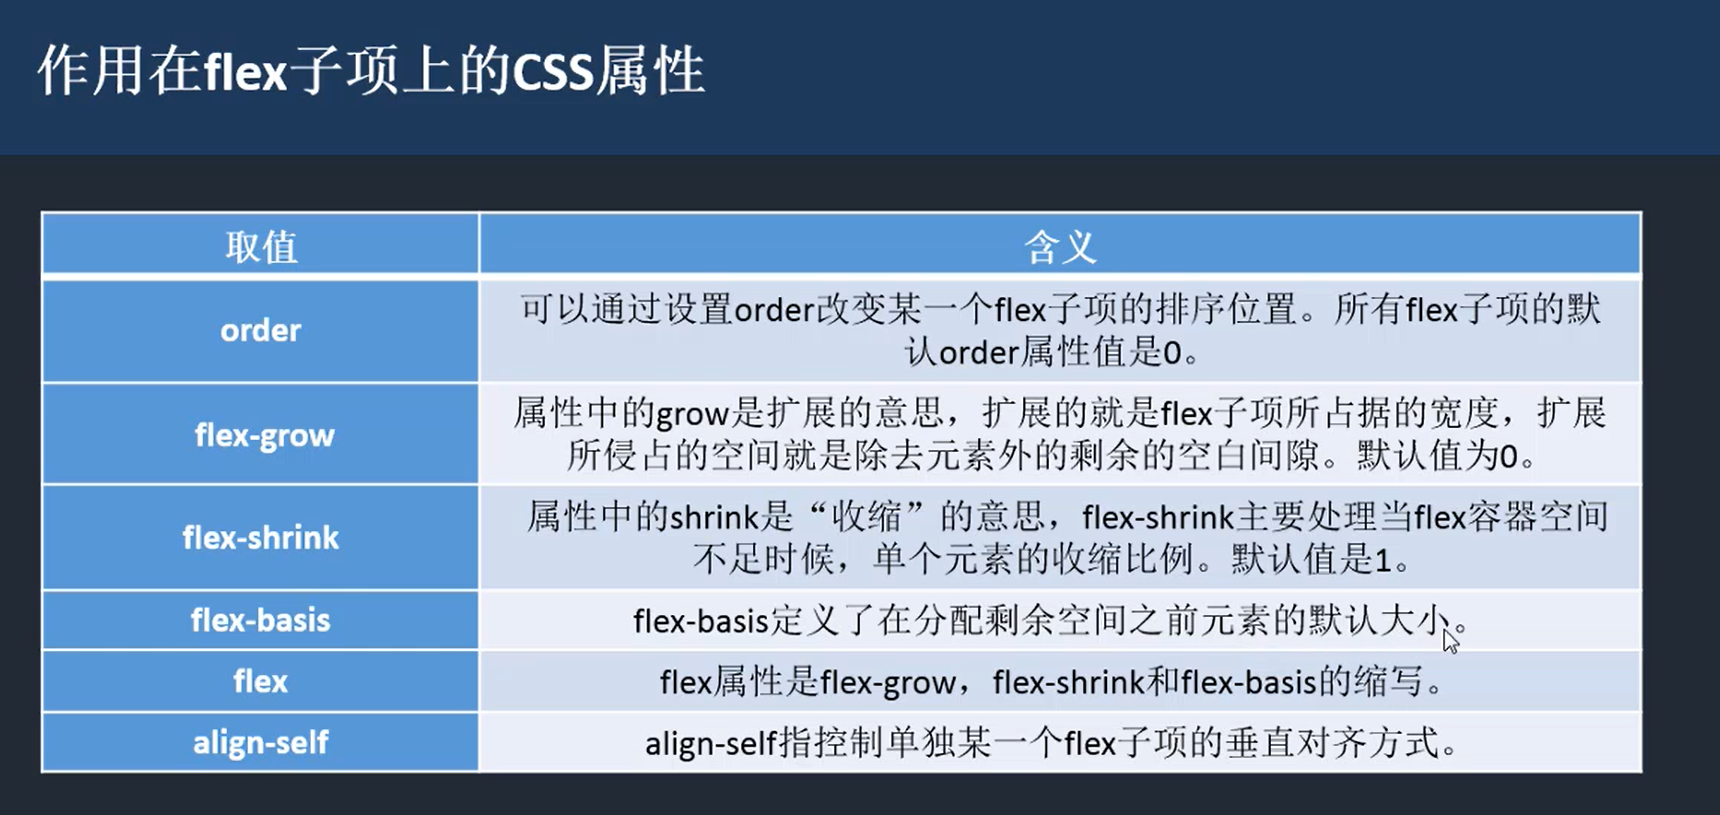 作用在flex子项上的CSS属性
取值
含义
order
可以通过设置order改变某一个flex子项的排序位置。所有flex子项的默
认order属性值是0。
flex-grow
属性中的grow是扩展的意思，扩展的就是flex子项所占据的宽度，扩展
所侵占的空间就是除去元素外的剩余的空白间隙。默认值为0。
flex-shrink
属性中的shrink是“收缩”的意思，flex-shrink主要处理当flex容器空间
不足时候，单个元素的收缩比例。默认值是1。
flex-basis
flex-basis定义了在分配剩余空间之前元素的默认大小。
flex
flex属性是flex-grow，flex-shrink和flex-basis的缩写。
align-self
align-self指控制单独某一个flex子项的垂直对齐方式。